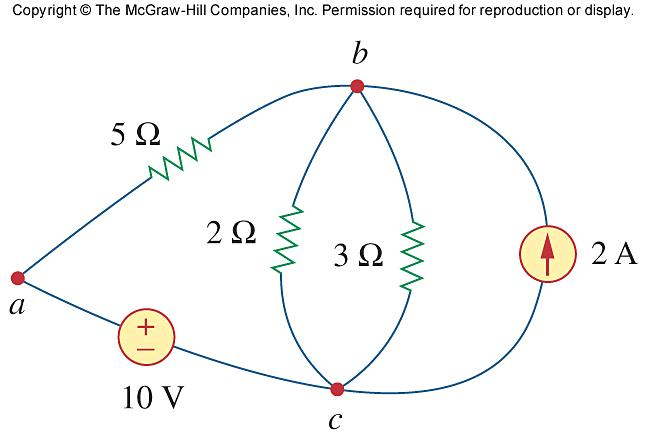 Copyright © The McGraw-Hill Companies, Inc. Permission required for reproduction or display.
b
5 Ω
2 Ω
3 Ω
2 A
a
+
−
10 V
c